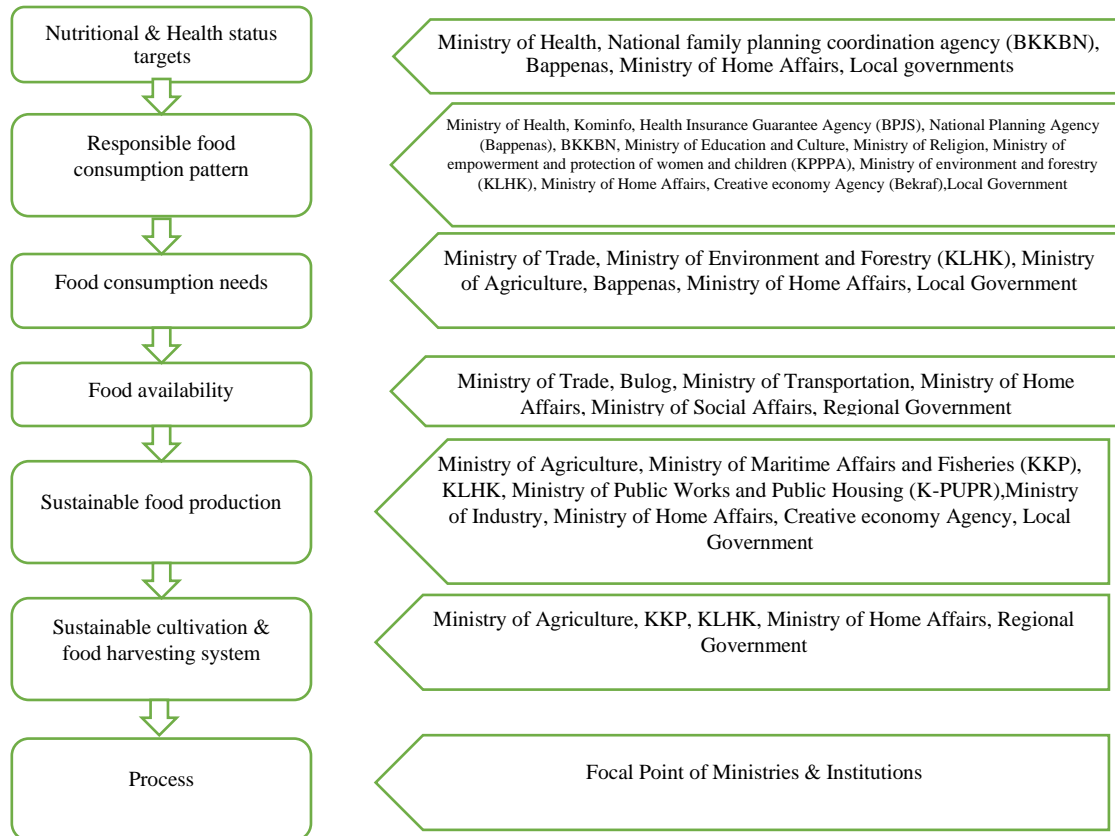 Nutritional & Health status
targets
Ministry of Health, National family planning coordination agency (BKKBN),
Bappenas, Ministry of Home Affairs, Local governments
Responsible food
consumption pattern
Ministry of Health, Kominfo, Health Insurance Guarantee Agency (BPJS), National Planning Agency
(Bappenas), BKKBN, Ministry of Education and Culture, Ministry of Religion, Ministry of
empowerment and protection of women and children (KPPPA), Ministry of environment and forestry
(KLHK), Ministry of Home Affairs, Creative economy Agency (Bekraf),Local Government
Food consumption needs
Ministry of Trade, Ministry of Environment and Forestry (KLHK), Ministry
of Agriculture, Bappenas, Ministry of Home Affairs, Local Government
Food availability
Ministry of Trade, Bulog, Ministry of Transportation, Ministry of Home
Affairs, Ministry of Social Affairs, Regional Government
Sustainable food production
Ministry of Agriculture, Ministry of Maritime Affairs and Fisheries (KKP),
KLHK, Ministry of Public Works and Public Housing (K-PUPR),Ministry
of Industry, Ministry of Home Affairs, Creative economy Agency, Local
Government
Sustainable cultivation &
food harvesting system
Ministry of Agriculture, KKP, KLHK, Ministry of Home Affairs, Regional
Government
Process
Focal Point of Ministries & Institutions